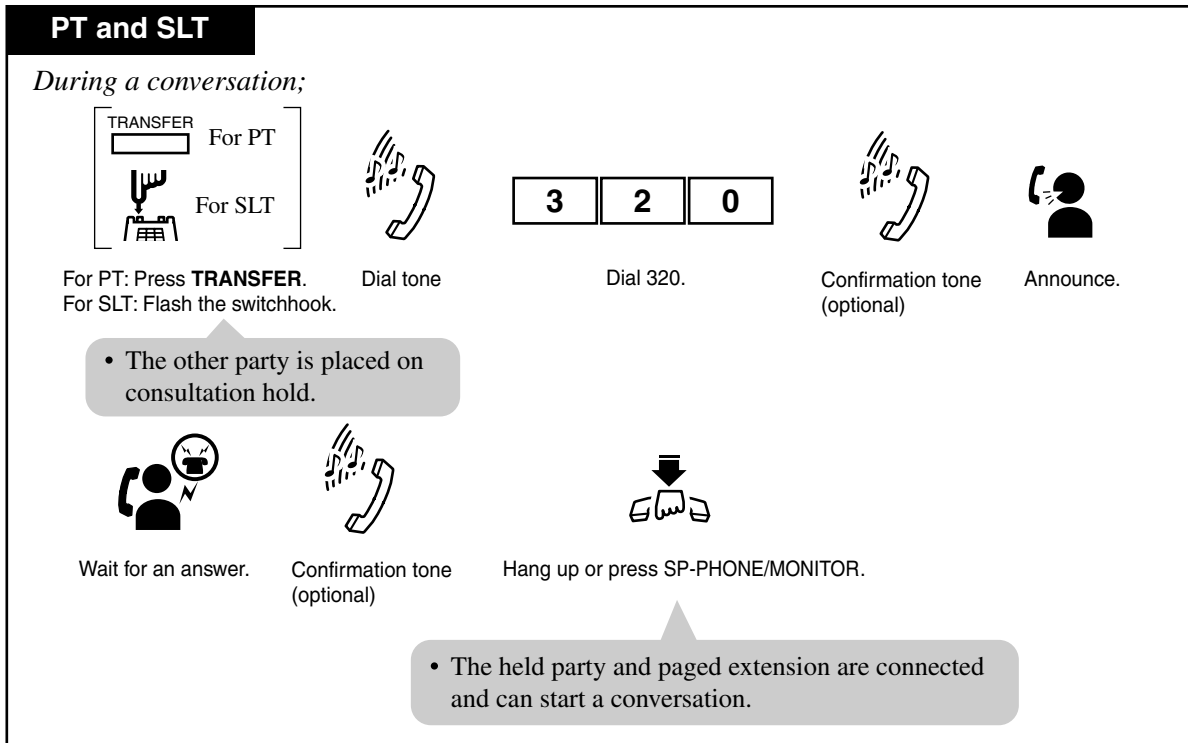 PT and SLT
During a conversation;
TRANSFER
For PT
For SLT
3 2 0
For PT: Press TRANSFER.
For SLT: Flash the switchhook.
Dial tone
Dial 320.
Confirmation tone
(optional)
Announce.
• The other party is placed on
consultation hold.
Wait for an answer.
Confirmation tone
(optional)
Hang up or press SP-PHONE/MONITOR.
• The held party and paged extension are connected
and can start a conversation.